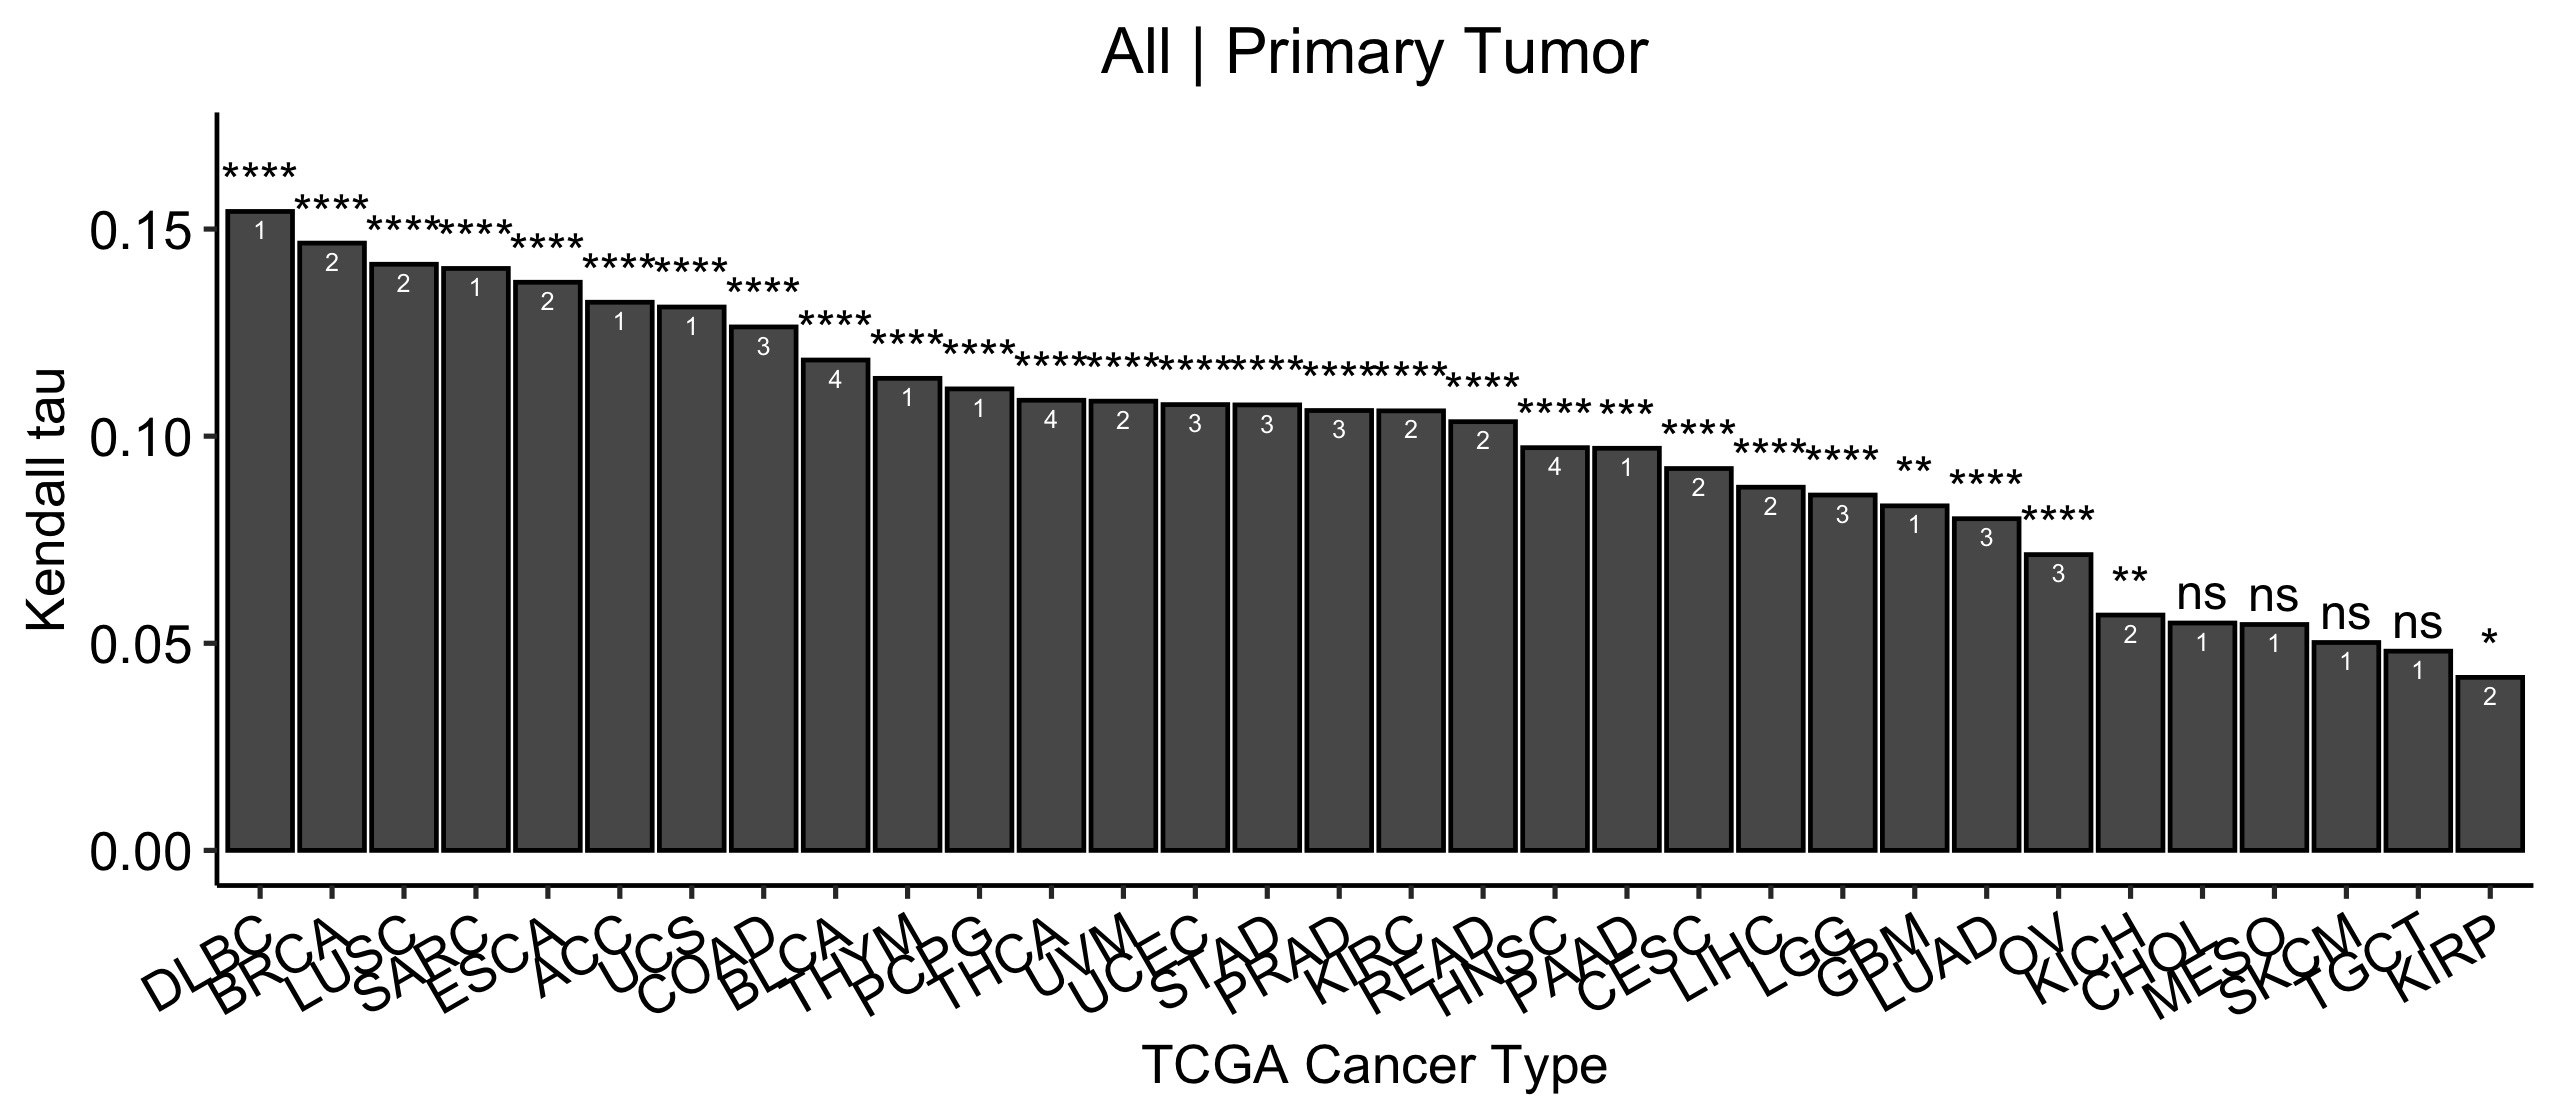 All | Primary Tumor
Kendall tau
0.15
0.10
0.05
0.00
**** **** **** **** **** **** **** **** **** **** **** **** **** **** **** **** **** **** **** *** **** **** **** ** **** **** ** ns ns ns ns *
1 2 2 1 2 1 1 3 4 1 1 4 2 3 3 3 2 2 4 1 2 2 3 1 3 3 2 1 1 1 1 2
DLBC BRCA LUSC SARC ESCA ACC UCS COAD BLCA THYM PCPG THCA UVM UCEC STAD PRAD KIRC READ HNSC PAAD CESC LIHC LGG GBM LUAD OV KICH CHOL MESO SKCM TGCT KIRP
TCGA Cancer Type